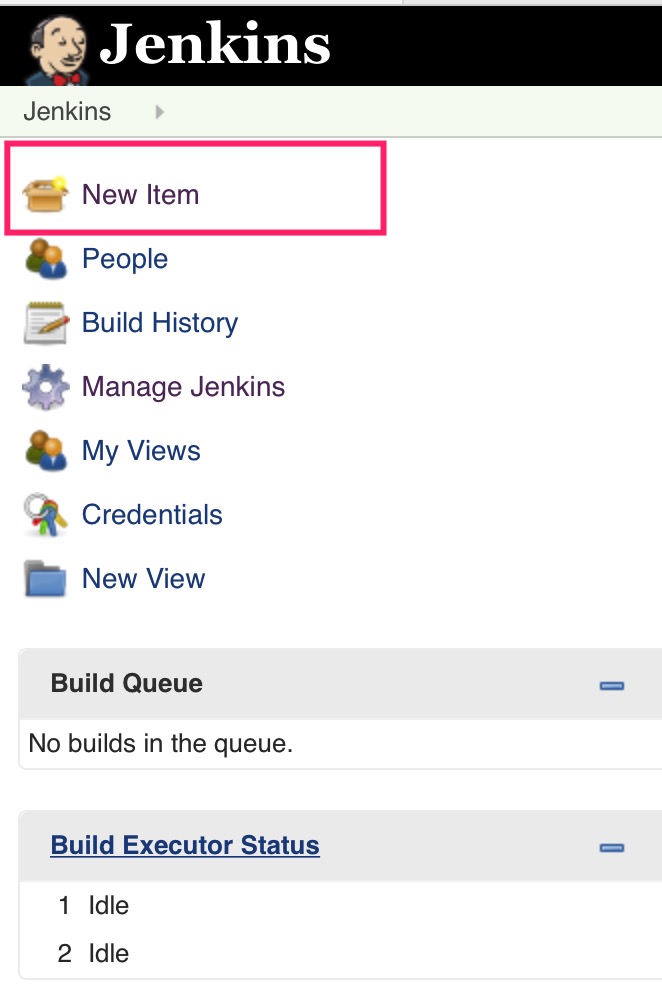 Jenkins
Jenkins
New Item
People
Build History
Manage Jenkins
My Views
Credentials
New View
Build Queue
No builds in the queue.
Build Executor Status
1 Idle
2 Idle